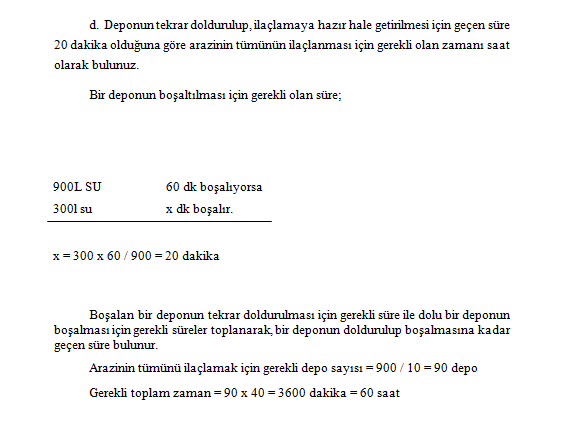 d. Deponun tekrar doldurulup, ilaçlamaya hazır hale getirilmesi için geçen süre
20 dakika olduğuna göre arazinin tümünün ilaçlanması için gerekli olan zamanı saat
olarak bulunuz.
Bir deponun boşaltılması için gerekli olan süre;
900L SU 60 dk boşalıyorsa
300l su x dk boşalır.
x = 300 x 60 / 900 = 20 dakika
Boşalan bir deponun tekrar doldurulması için gerekli süre ile dolu bir deponun
boşalması için gerekli süreler toplanarak, bir deponun doldurulup boşalmasına kadar
geçen süre bulunur.
Arazinin tümünü ilaçlamak için gerekli depo sayısı = 900 / 10 = 90 depo
Gerekli toplam zaman = 90 x 40 = 3600 dakika = 60 saat